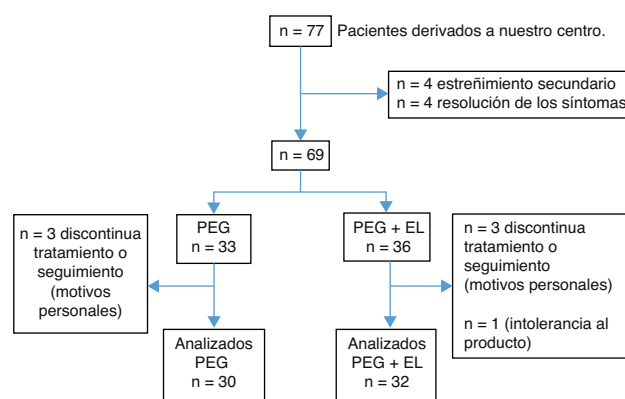 n = 77
Pacientes derivados a nuestro centro.
n = 4 estreñimiento secundario
n = 4 resolución de los síntomas
n = 69
n = 3 discontinua
tratamiento o
seguimiento
(motivos
personales)
PEG
n = 33
PEG + EL
n = 36
n = 3 discontinua
tratamiento o
seguimiento
(motivos personales)
n = 1 (intolerancia al
producto)
Analizados
PEG
n = 30
Analizados
PEG + EL
n = 32